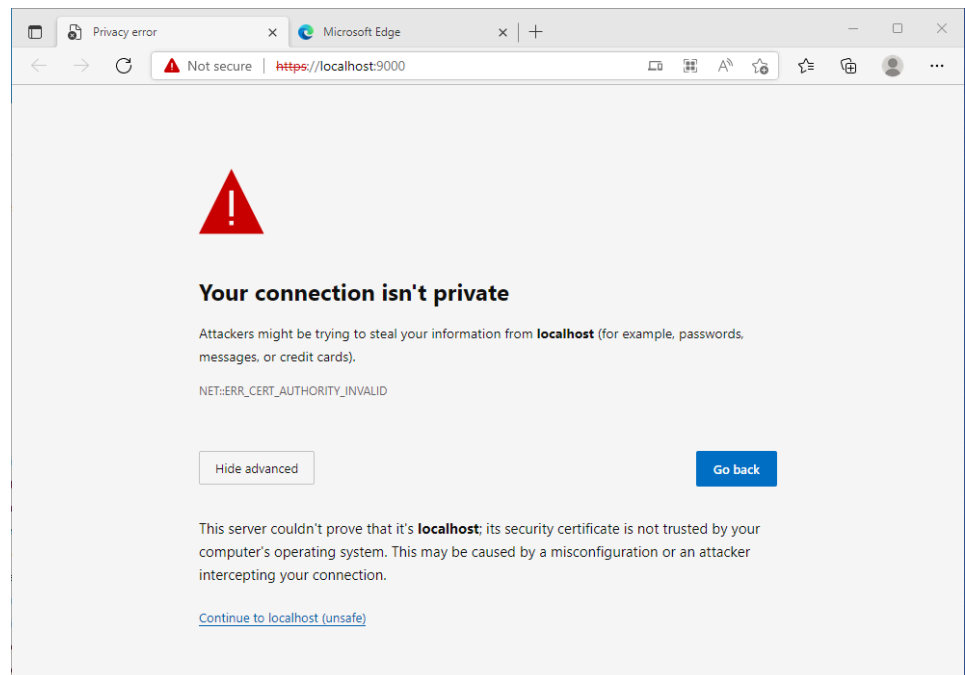 Privacy error
Microsoft Edge
Not secure | https://localhost:9000
Your connection isn't private
Attackers might be trying to steal your information from localhost (for example, passwords,
messages, or credit cards).
NET::ERR_CERT_AUTHORITY_INVALID
Hide advanced
Go back
This server couldn't prove that it's localhost; its security certificate is not trusted by your
computer's operating system. This may be caused by a misconfiguration or an attacker
intercepting your connection.
Continue to localhost (unsafe)